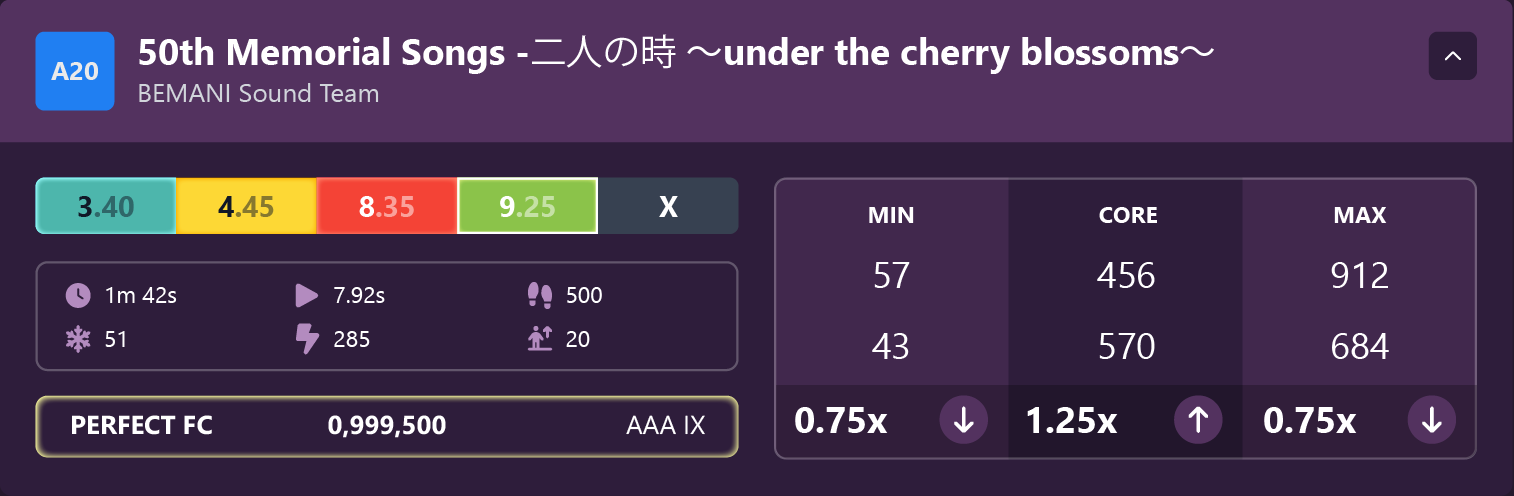 A20
50th Memorial Songs -二人の時 ～under the cherry blossoms～
BEMANI Sound Team
3.40 4.45 8.35 9.25 X
1m 42s 7.92s 500
51 285 20
PERFECT FC 0,999,500 AAA IX
MIN CORE MAX
57 456 912
43 570 684
0.75x 1.25x 0.75x